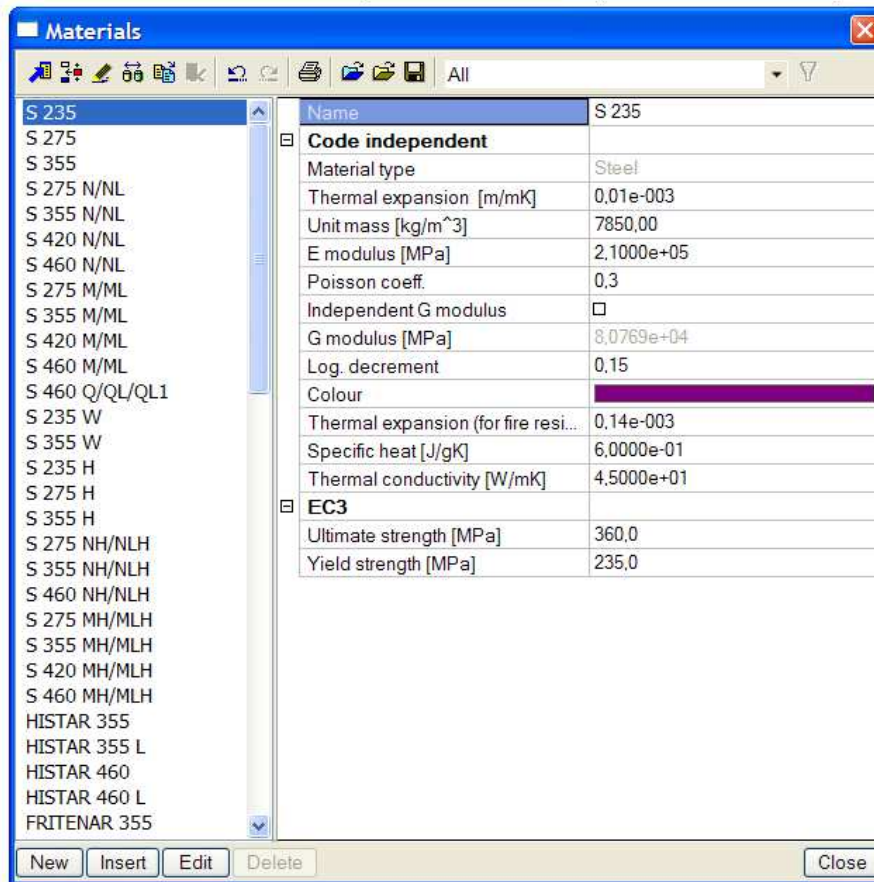 Materials
All
S 235
S 275
S 355
S 275 N/NL
S 355 N/NL
S 420 N/NL
S 460 N/NL
S 275 M/ML
S 355 M/ML
S 420 M/ML
S 460 M/ML
S 460 Q/QL/QL1
S 235 W
S 355 W
S 235 H
S 275 H
S 355 H
S 275 NH/NLH
S 355 NH/NLH
S 460 NH/NLH
S 275 MH/MLH
S 355 MH/MLH
S 420 MH/MLH
S 460 MH/MLH
HISTAR 355
HISTAR 355 L
HISTAR 460
HISTAR 460 L
FRITENAR 355
Name S 235
Code independent
Material type Steel
Thermal expansion [m/mK] 0,01e-003
Unit mass [kg/m^3] 7850,00
E modulus [MPa] 2,1000e+05
Poisson coeff. 0,3
Independent G modulus
G modulus [MPa] 8,0769e+04
Log. decrement 0,15
Colour
Thermal expansion (for fire resi... 0,14e-003
Specific heat [J/gK] 6,0000e-01
Thermal conductivity [W/mK] 4,5000e+01
EC3
Ultimate strength [MPa] 360,0
Yield strength [MPa] 235,0
New Insert Edit Delete Close